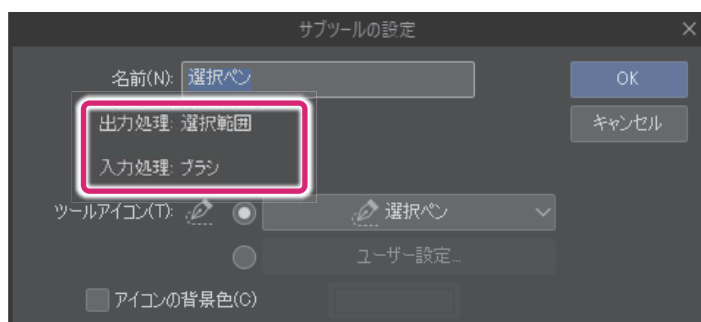 サブツールの設定
名前(N): 選択ペン
OK
出力処理: 選択範囲
キャンセル
入力処理: ブラシ
ツールアイコン(T): 選択ペン
ユーザー設定...
アイコンの背景色(C)